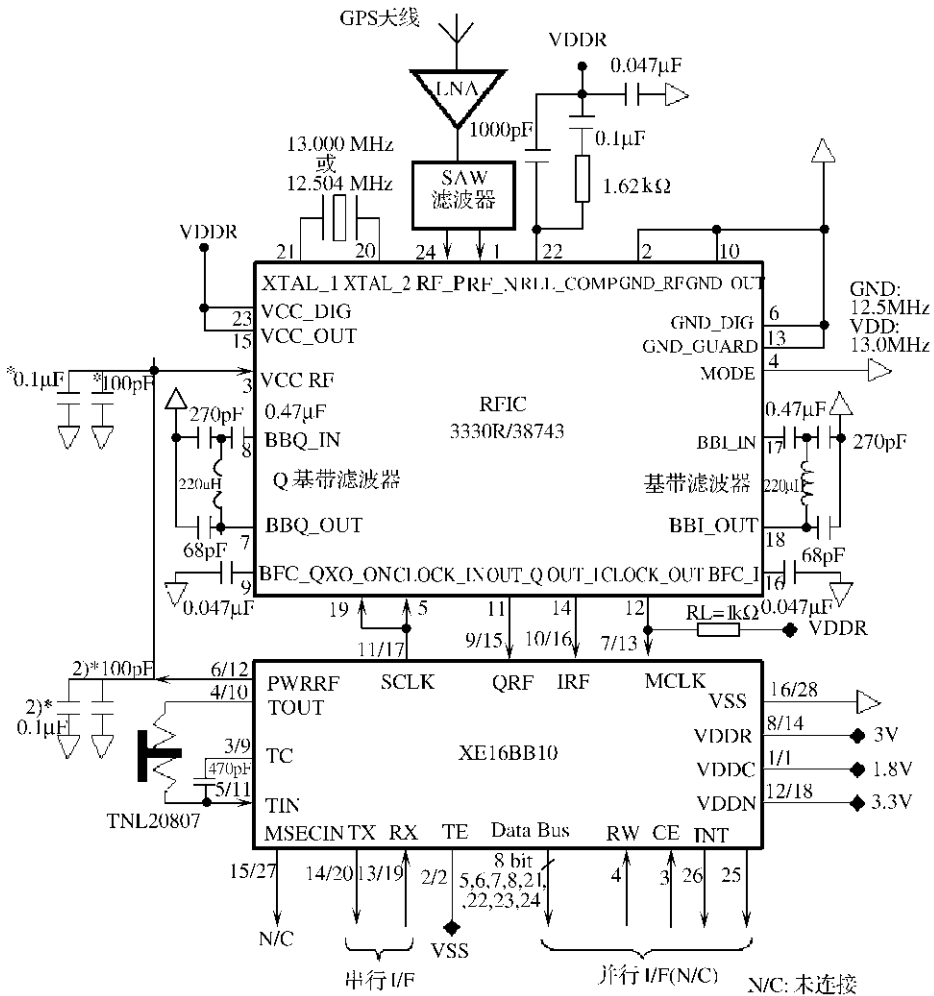 GPS天线
VDDR
LNA
0.047μF
1000pF
0.1μF
1.62kΩ
13.000 MHz
或
12.504 MHz
SAW
滤波器
VDDR
21
20
24
1
22
2
10
XTAL_1
XTAL_2
RF_P
RF_N
RLL_COMP
GND_RF
GND_OUT
23
VCC_DIG
15
VCC_OUT
6
GND_DIG
13
GND_GUARD
4
MODE
GND:
12.5MHz
VDD:
13.0MHz
*0.1μF
*100pF
3
VCC RF
RFIC
3330R/38743
270pF
0.47μF
8
BBQ_IN
220uH
Q基带滤波器
68pF
7
BBQ_OUT
0.47μF
BBI_IN
17
270pF
基带滤波器
220μH
BBI_OUT
18
68pF
BFC_Q
XO_ON
CLOCK_IN
OUT_Q
OUT_I
CLOCK_OUT
BFC_I
9
0.047μF
16
0.047μF
19
5
11
14
12
RL=1kΩ
VDDR
11/17
9/15
10/16
7/13
2)*100pF
2)*
0.1μF
6/12
PWRRF
SCLK
QRF
IRF
MCLK
4/10
TOUT
VSS
16/28
VDDR
8/14
3V
3/9
TC
XE16BB10
VDDC
1/1
1.8V
470pF
5/11
TIN
VDDN
12/18
3.3V
TNL20807
MSECIN
TX
RX
TE
Data Bus
RW
CE
INT
15/27
14/20
13/19
2/2
8 bit
5,6,7,8,21,
,22,23,24
4
3
26
25
N/C
串行 I/F
VSS
并行 I/F(N/C)
N/C: 未连接